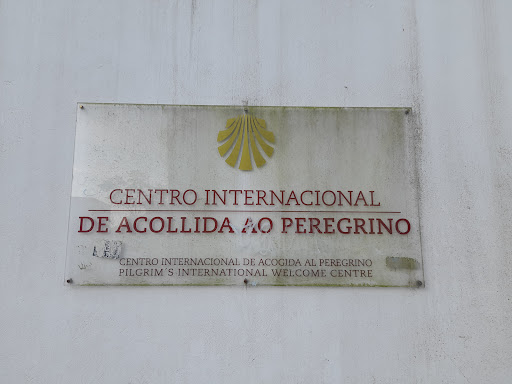 CENTRO INTERNACIONAL
DE ACOLLIDA AO PEREGRINO
CENTRO INTERNACIONAL DE ACOGIDA AL PEREGRINO
PILGRIM´S INTERNATIONAL WELCOME CENTRE